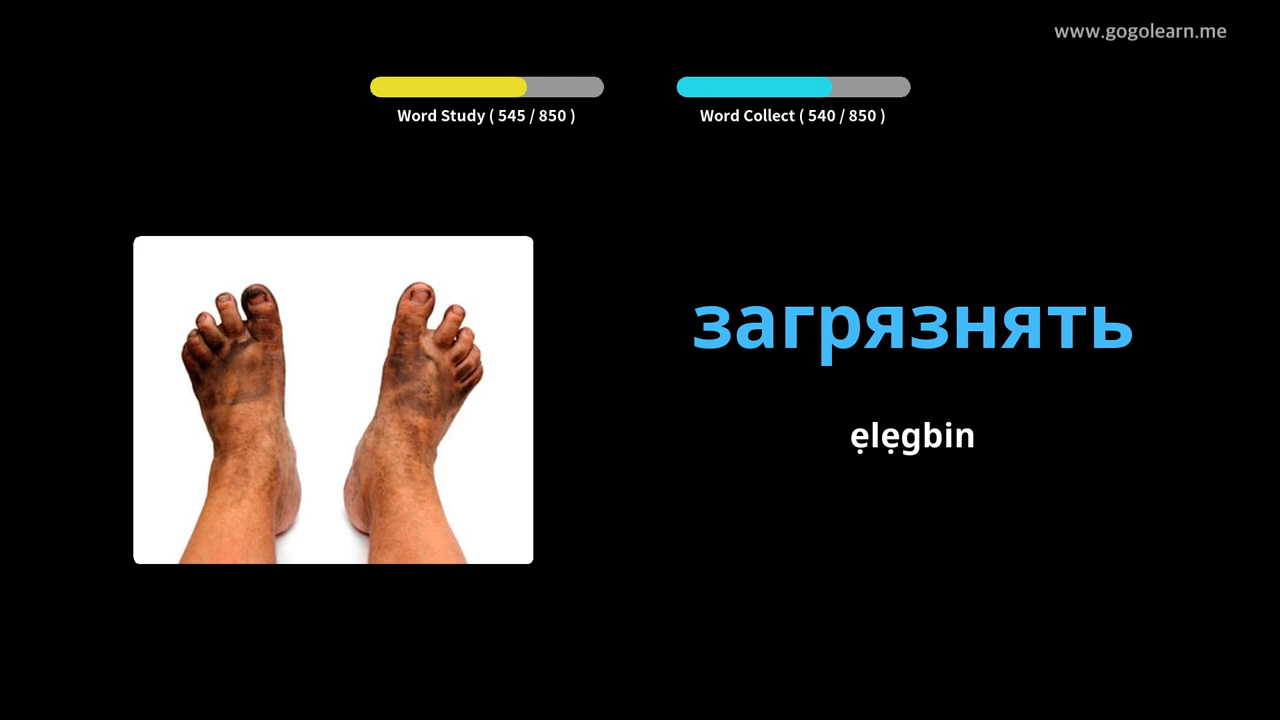 www.gogolearn.me
Word Study ( 545 / 850 )
Word Collect ( 540 / 850 )
загрязнять
ẹlẹgbin